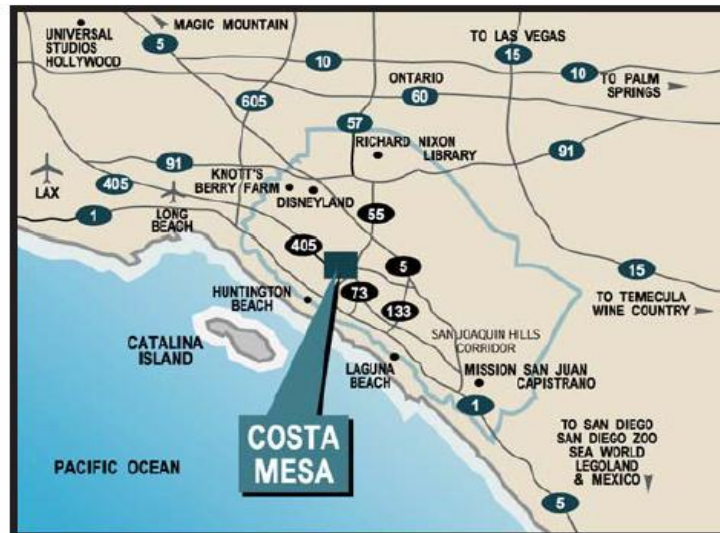 MAGIC MOUNTAIN
UNIVERSAL
STUDIOS
HOLLYWOOD
5
TO LAS VEGAS
15
10
10
TO PALM
SPRINGS
ONTARIO
60
605
57
RICHARD NIXON
LIBRARY
91
91
KNOTT'S
BERRY FARM
DISNEYLAND
LAX
405
1
LONG
BEACH
55
405
5
15
73
133
HUNTINGTON
BEACH
TO TEMECULA
WINE COUNTRY
CATALINA
ISLAND
SAN JOAQUIN HILLS
CORRIDOR
LAGUNA
BEACH
MISSION SAN JUAN
CAPISTRANO
1
COSTA
MESA
TO SAN DIEGO
SAN DIEGO ZOO
SEA WORLD
LEGOLAND
& MEXICO
PACIFIC OCEAN
5